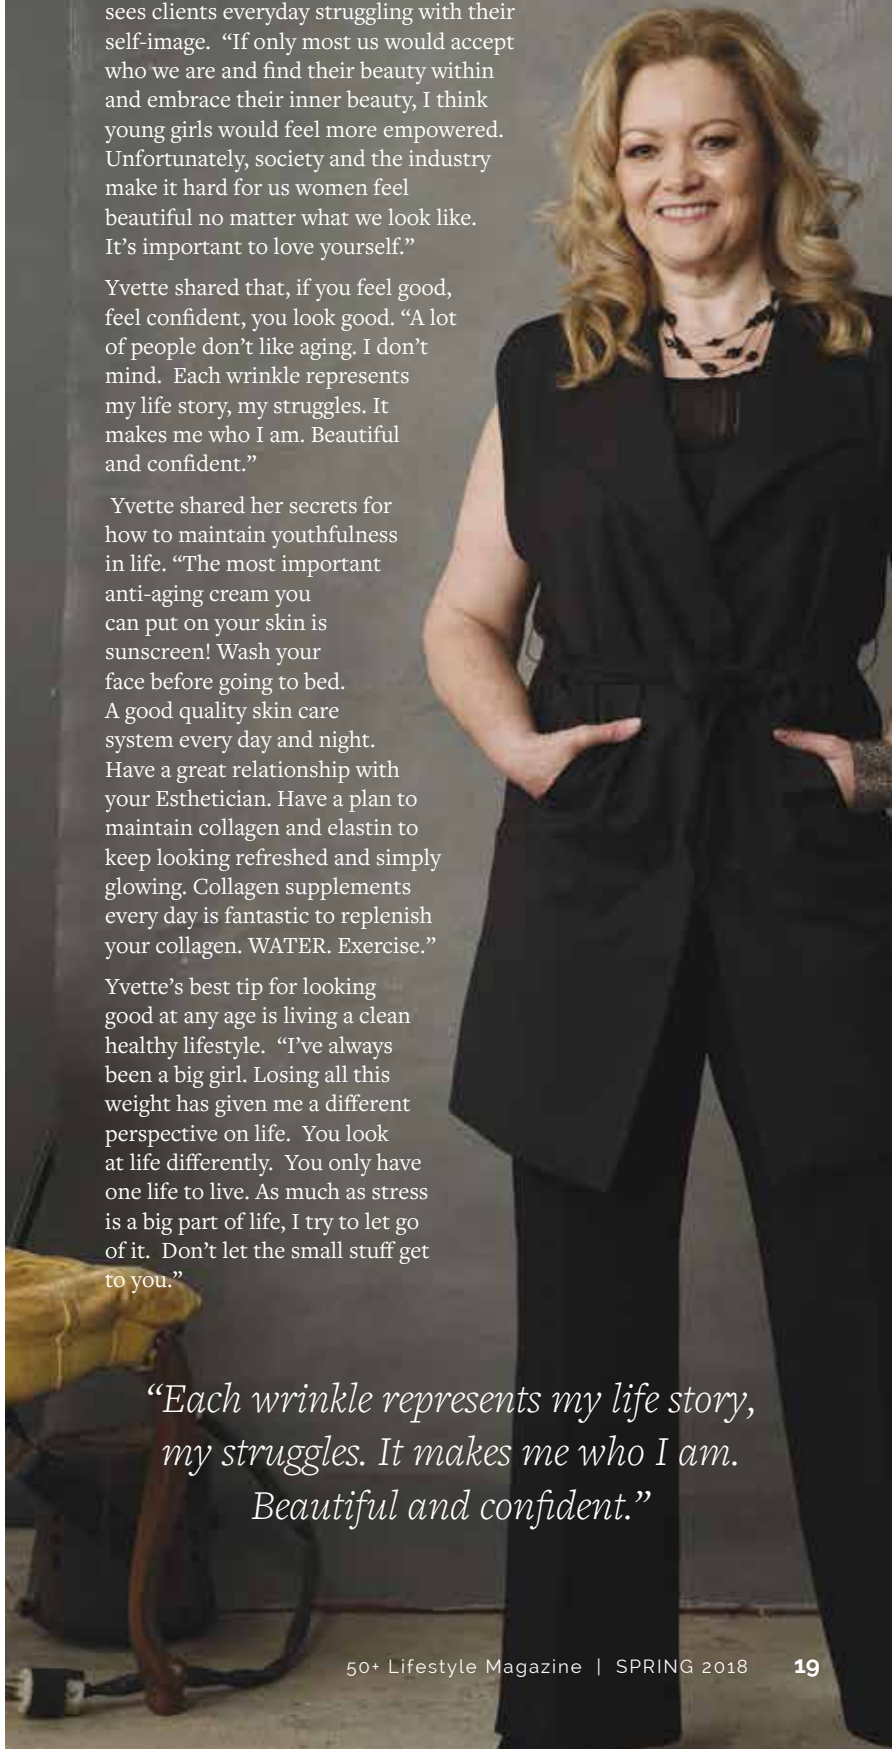 sees clients everyday struggling with their
self-image.  “If only most us would accept
who we are and find their beauty within
and embrace their inner beauty, I think
young girls would feel more empowered.
Unfortunately, society and the industry
make it hard for us women feel
beautiful no matter what we look like.
It’s important to love yourself.”
Yvette shared that, if you feel good,
feel confident, you look good. “A lot
of people don’t like aging. I don’t
mind.  Each wrinkle represents
my life story, my struggles. It
makes me who I am. Beautiful
and confident.”
Yvette shared her secrets for
how to maintain youthfulness
in life. “The most important
anti-aging cream you
can put on your skin is
sunscreen! Wash your
face before going to bed.
A good quality skin care
system every day and night.
Have a great relationship with
your Esthetician. Have a plan to
maintain collagen and elastin to
keep looking refreshed and simply
glowing. Collagen supplements
every day is fantastic to replenish
your collagen. WATER. Exercise.”
Yvette’s best tip for looking
good at any age is living a clean
healthy lifestyle.  “I’ve always
been a big girl. Losing all this
weight has given me a different
perspective on life.  You look
at life differently.  You only have
one life to live. As much as stress
is a big part of life, I try to let go
of it.  Don’t let the small stuff get
to you.”
“Each wrinkle represents my life story,
my struggles. It makes me who I am.
Beautiful and confident.”
50+ Lifestyle Magazine | SPRING 2018 19